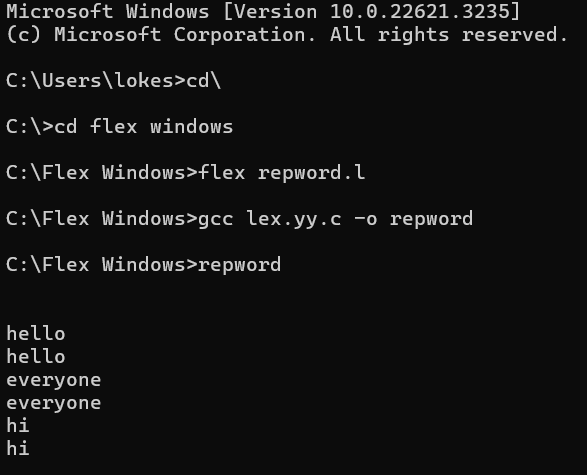 Microsoft Windows [Version 10.0.22621.3235]
(c) Microsoft Corporation. All rights reserved.
C:\Users\lokes>cd\
C:\>cd flex windows
C:\Flex Windows>flex repword.l
C:\Flex Windows>gcc lex.yy.c -o repword
C:\Flex Windows>repword
hello
hello
everyone
everyone
hi
hi